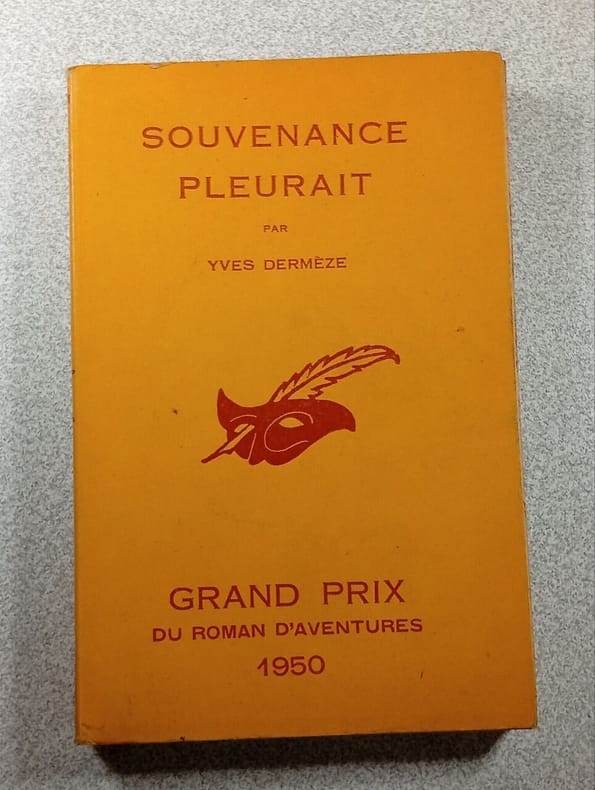 SOUVENANCE
PLEURAIT
PAR
YVES DERMÈZE
GRAND PRIX
DU ROMAN D'AVENTURES
1950